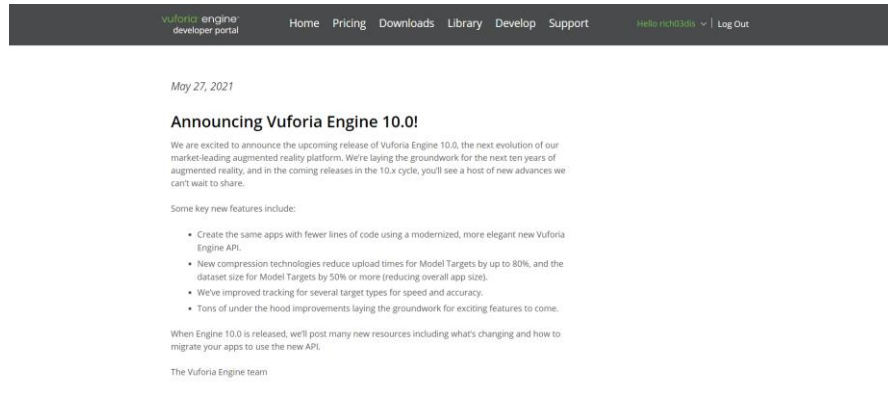 vuforia engine
developer portal
Home Pricing Downloads Library Develop Support
Hello rich03dis | Log Out
May 27, 2021
Announcing Vuforia Engine 10.0!
We are excited to announce the upcoming release of Vuforia Engine 10.0, the next evolution of our
market-leading augmented reality platform. We're laying the groundwork for the next ten years of
augmented reality, and in the coming releases in the 10.x cycle, you'll see a host of new advances we
can't wait to share.
Some key new features include:
• Create the same apps with fewer lines of code using a modernized, more elegant new Vuforia
Engine API.
• New compression technologies reduce upload times for Model Targets by up to 80%, and the
dataset size for Model Targets by 50% or more (reducing overall app size).
• We've improved tracking for several target types for speed and accuracy.
• Tons of under the hood improvements laying the groundwork for exciting features to come.
When Engine 10.0 is released, we'll post many new resources including what's changing and how to
migrate your apps to use the new API.
The Vuforia Engine team